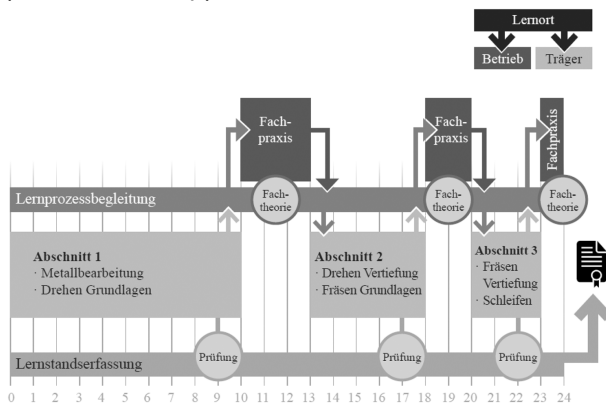 Lernort
Betrieb
Träger
Fach-
praxis
Fach-
praxis
Fachpraxis
Lernprozessbegleitung
Fach-
theorie
Fach-
theorie
Fach-
theorie
Abschnitt 1
· Metallbearbeitung
· Drehen Grundlagen
Abschnitt 2
· Drehen Vertiefung
· Fräsen Grundlagen
Abschnitt 3
· Fräsen
Vertiefung
· Schleifen
Prüfung
Prüfung
Prüfung
Lernstandserfassung
0 1 2 3 4 5 6 7 8 9 10 11 12 13 14 15 16 17 18 19 20 21 22 23 24